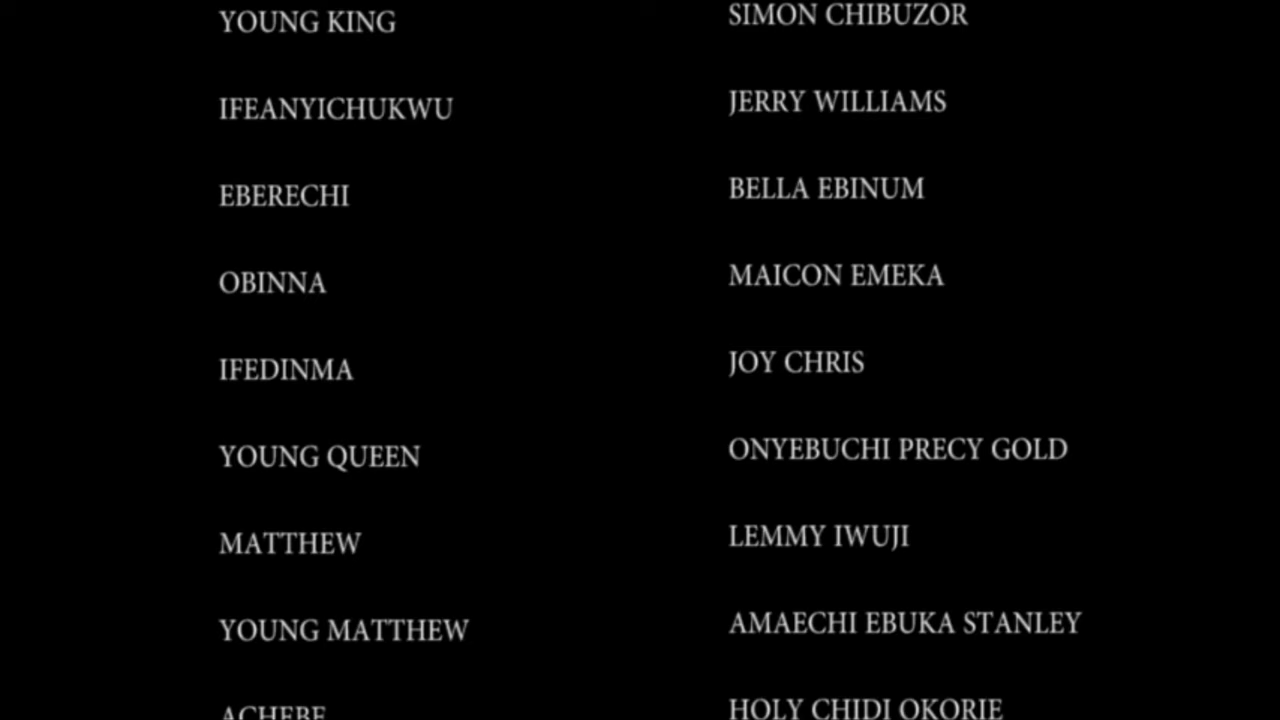 YOUNG KING SIMON CHIBUZOR
IFEANYICHUKWU JERRY WILLIAMS
EBERECHI BELLA EBINUM
OBINNA MAICON EMEKA
IFEDINMA JOY CHRIS
YOUNG QUEEN ONYEBUCHI PRECY GOLD
MATTHEW LEMMY IWUJI
YOUNG MATTHEW AMAECHI EBUKA STANLEY
ACHEBE HOLY CHIDI OKORIE